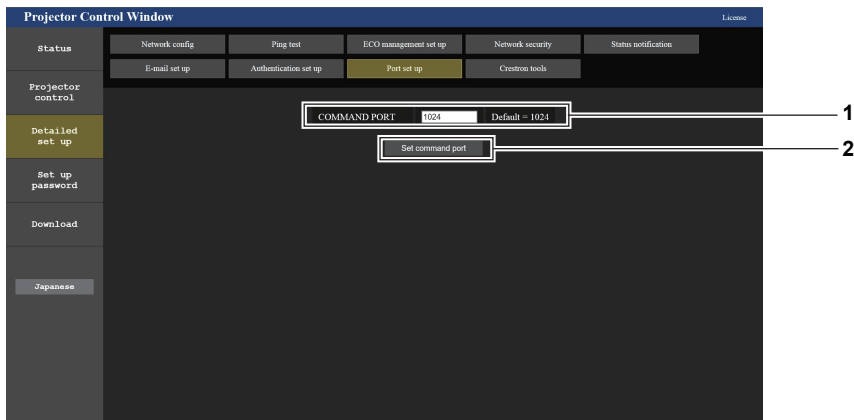 Projector Control Window
License
Status
Network config
Ping test
ECO management set up
Network security
Status notification
E-mail set up
Authentication set up
Port set up
Crestron tools
Projector
control
COMMAND PORT 1024 Default = 1024
1
Detailed
set up
Set command port
2
Set up
password
Download
Japanese